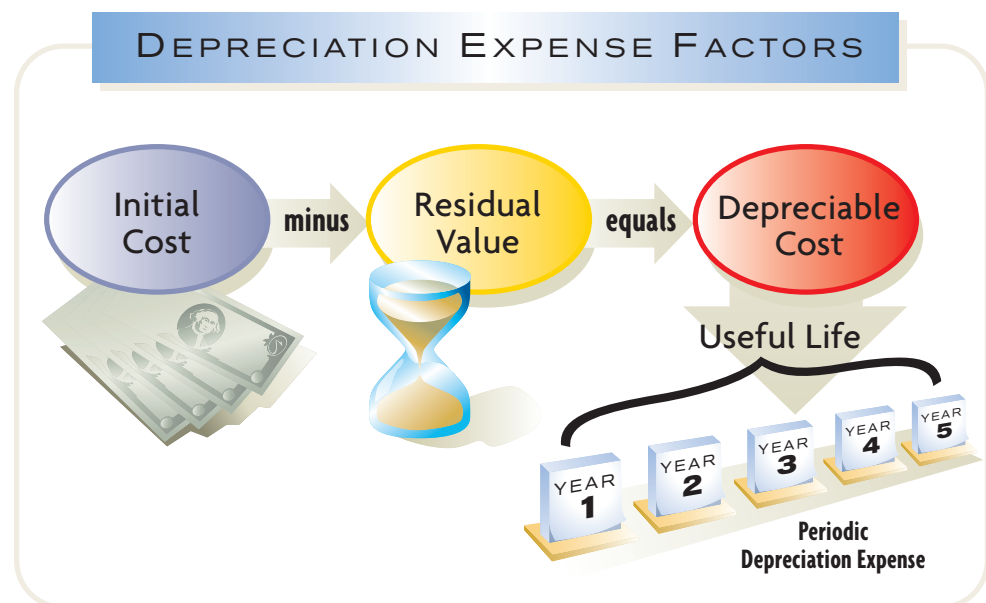 DEPRECIATION EXPENSE FACTORS
Initial
Cost
minus
Residual
Value
equals
Depreciable
Cost
Useful Life
YEAR
1
YEAR
2
YEAR
3
YEAR
4
YEAR
5
Periodic
Depreciation Expense